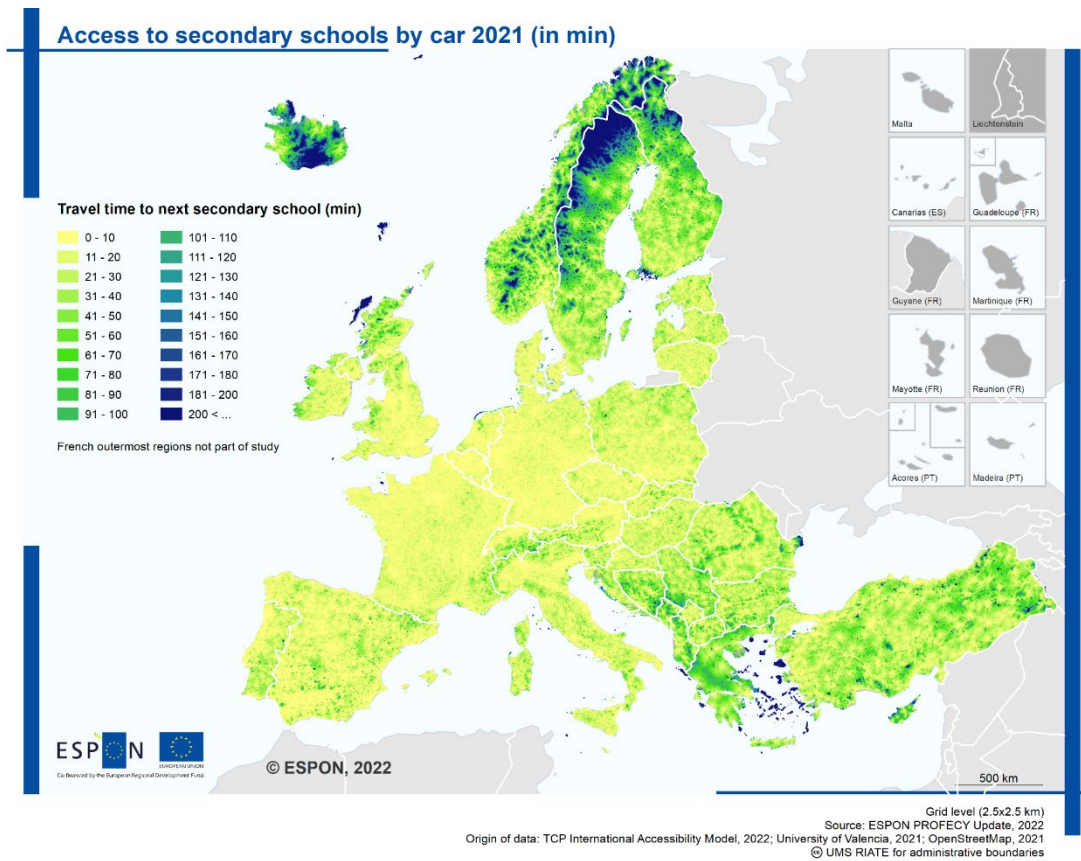 Access to secondary schools by car 2021 (in min)
Malta
Liechtenstein
Canarias (ES)
Guadeloupe (FR)
Guyane (FR)
Martinique (FR)
Mayotte (FR)
Reunion (FR)
Acores (PT)
Madeira (PT)
Travel time to next secondary school (min)
0 - 10
11 - 20
21 - 30
31 - 40
41 - 50
51 - 60
61 - 70
71 - 80
81 - 90
91 - 100
101 - 110
111 - 120
121 - 130
131 - 140
141 - 150
151 - 160
161 - 170
171 - 180
181 - 200
200 < ...
French outermost regions not part of study
ESPON
EUROPEAN UNION
Co-financed by the European Regional Development Fund
© ESPON, 2022
500 km
Grid level (2.5x2.5 km)
Source: ESPON PROFECY Update, 2022
Origin of data: TCP International Accessibility Model, 2022; University of Valencia, 2021; OpenStreetMap, 2021
㏄ UMS RIATE for administrative boundaries